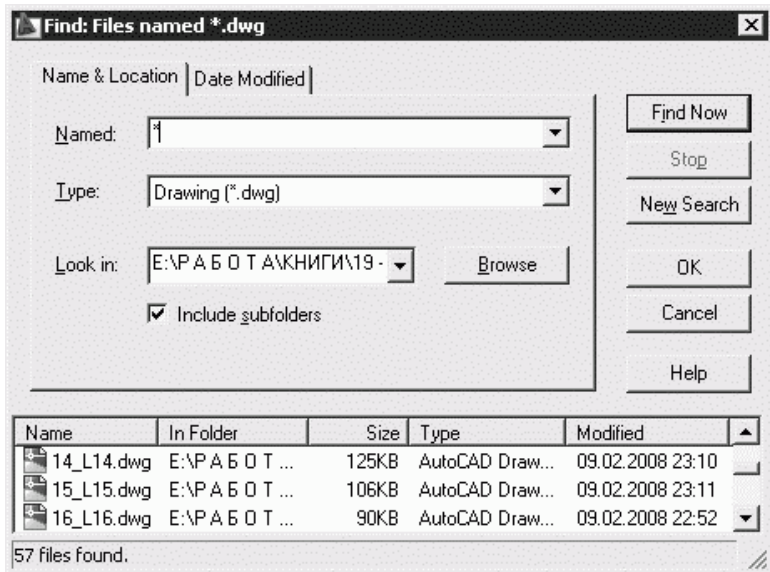 Find: Files named *.dwg
Name & Location Date Modified
Named: *
Type: Drawing (*.dwg)
Look in: E:\Р А Б О Т А\КНИГИ\19 - Browse
Include subfolders
Find Now
Stop
New Search
OK
Cancel
Help
Name In Folder Size Type Modified
14_L14.dwg E:\Р А Б О Т ... 125KB AutoCAD Draw... 09.02.2008 23:10
15_L15.dwg E:\Р А Б О Т ... 106KB AutoCAD Draw... 09.02.2008 23:11
16_L16.dwg E:\Р А Б О Т ... 90KB AutoCAD Draw... 09.02.2008 22:52
57 files found.